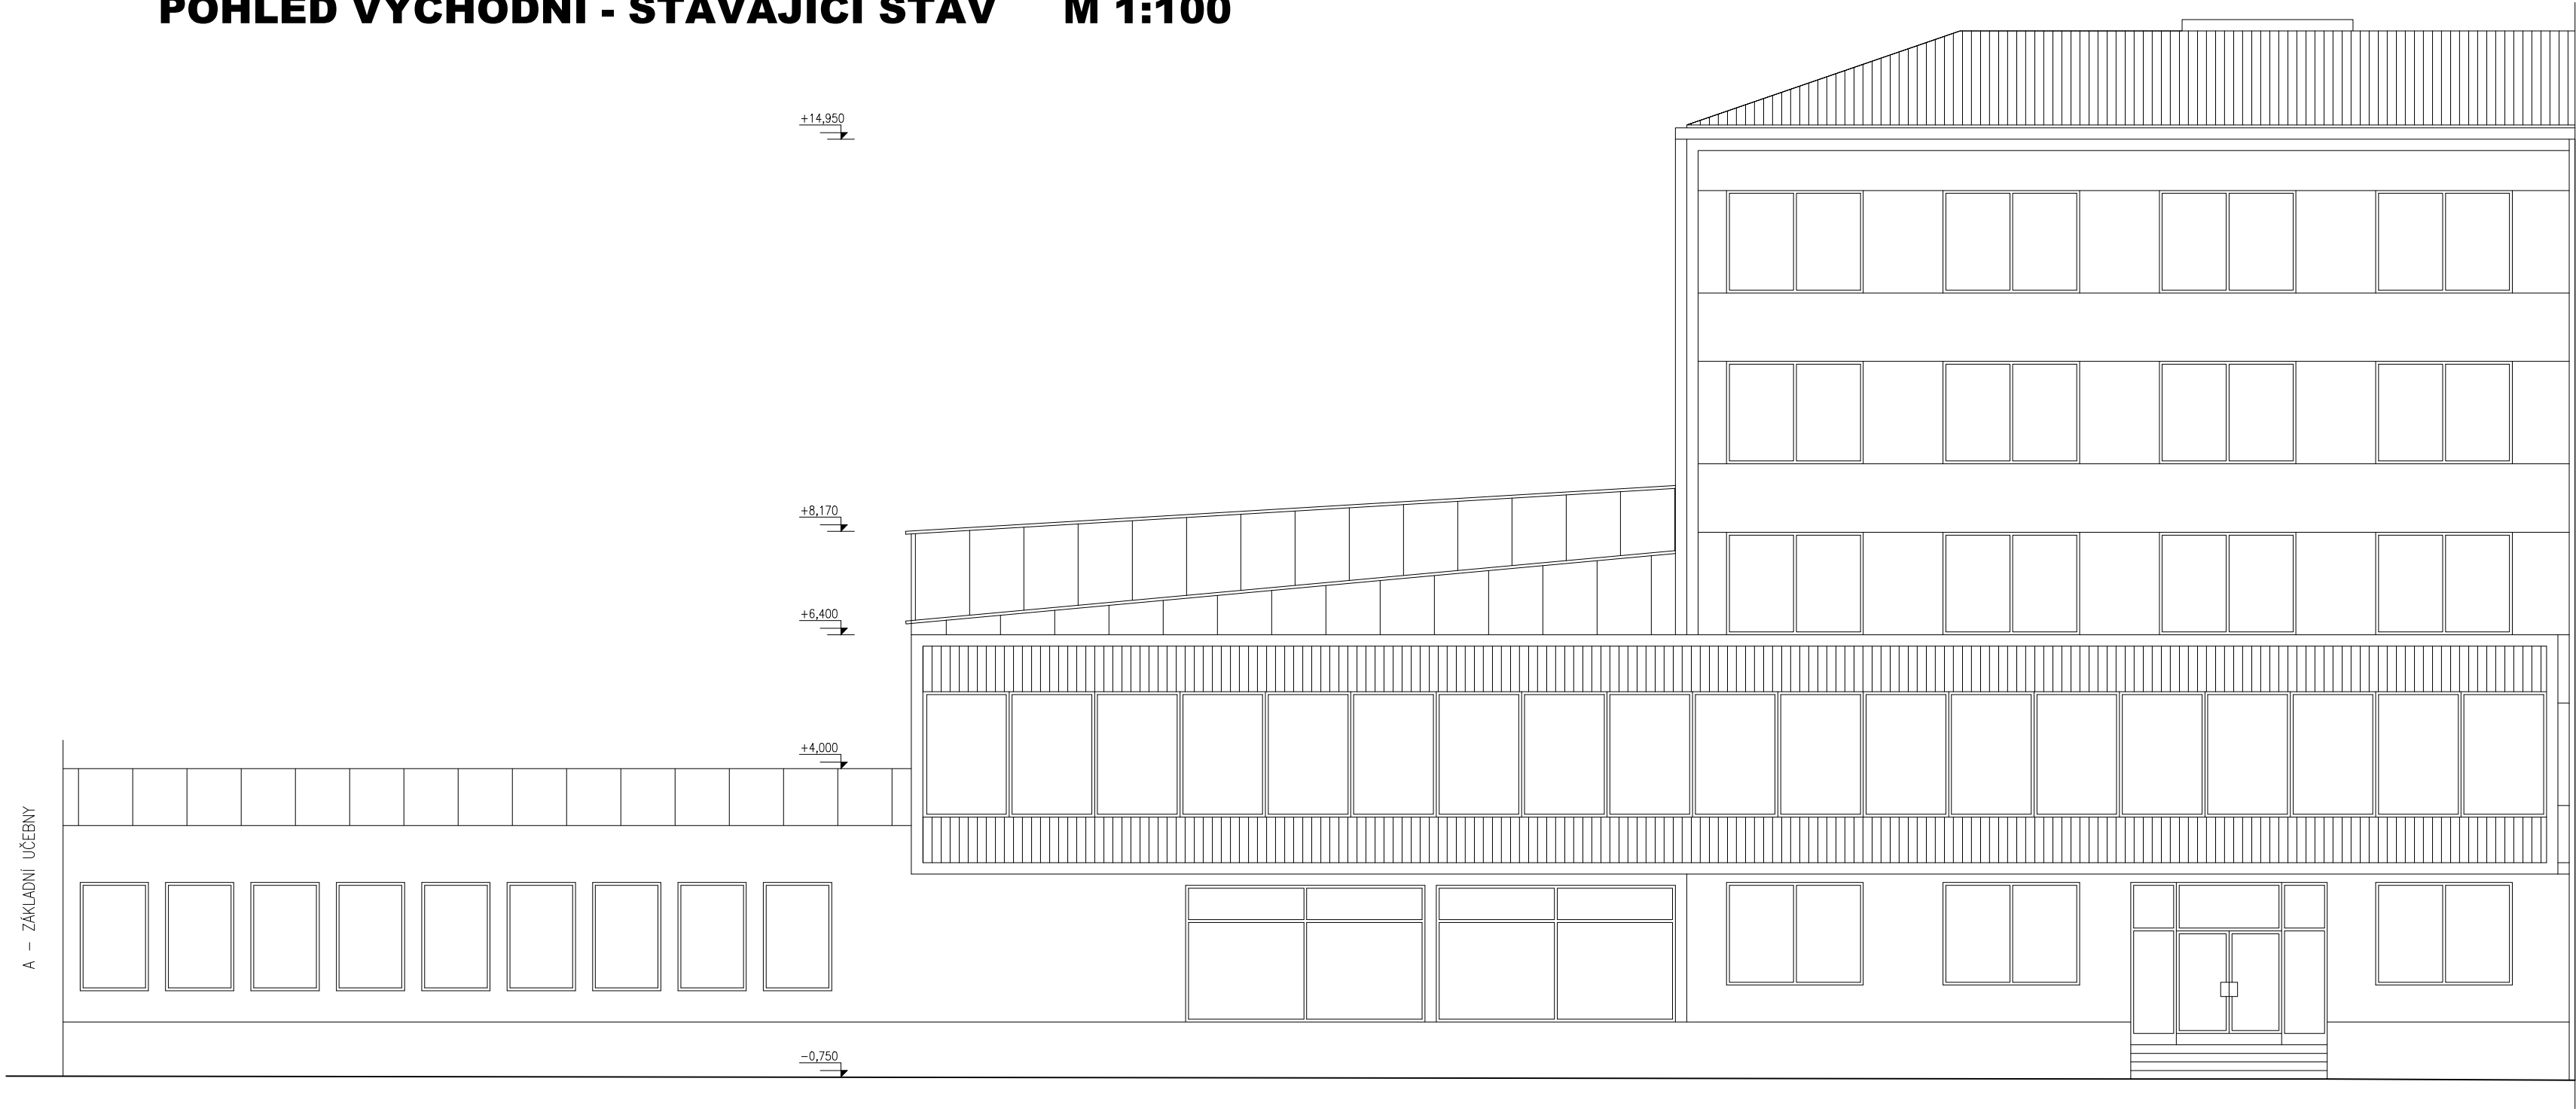 POHLED VÝCHODNÍ - STÁVAJÍCÍ STAV M 1:100
+14,950
+8,170
+6,400
+4,000
A – ZÁKLADNÍ UČEBNY
−0,750